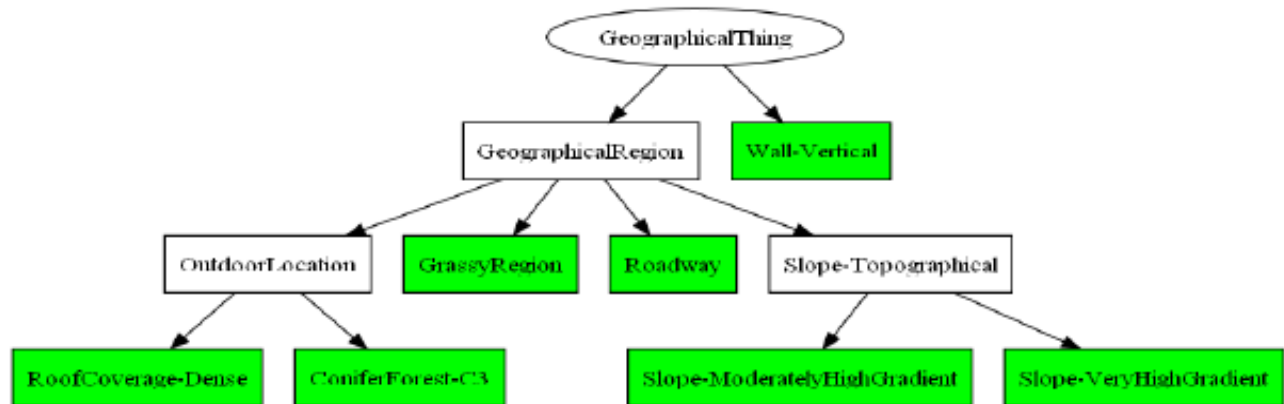 GeographicalThing
GeographicalRegion
Wall-Vertical
OutdoorLocation
GrassyRegion
Roadway
Slope-Topographical
RoofCoverage-Dense
ConiferForest-C3
Slope-ModeratelyHighGradient
Slope-VeryHighGradient